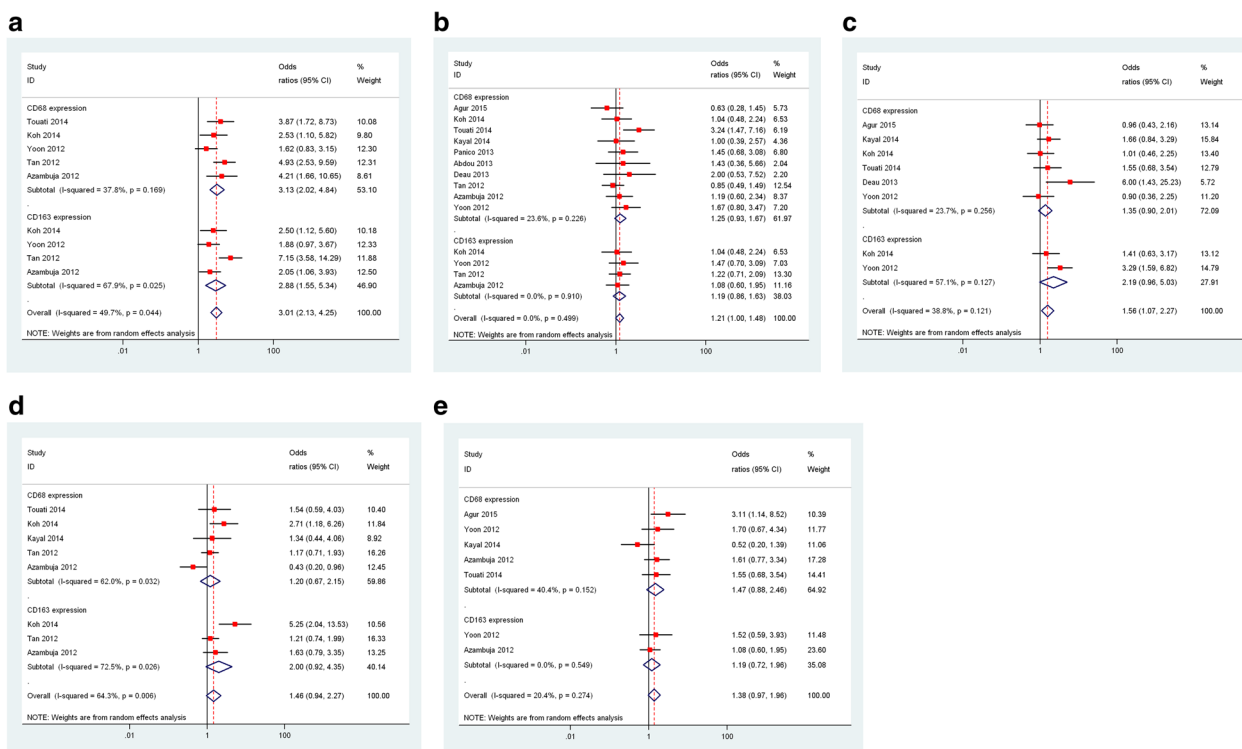 a
Study Odds %
ID ratios (95% CI) Weight
CD68 expression
Touati 2014 3.87 (1.72, 8.73) 10.08
Koh 2014 2.53 (1.10, 5.82) 9.80
Yoon 2012 1.62 (0.83, 3.15) 12.30
Tan 2012 4.93 (2.53, 9.59) 12.31
Azambuja 2012 4.21 (1.66, 10.65) 8.61
Subtotal (I-squared = 37.8%, p = 0.169) 3.13 (2.02, 4.84) 53.10
.
CD163 expression
Koh 2014 2.50 (1.12, 5.60) 10.18
Yoon 2012 1.88 (0.97, 3.67) 12.33
Tan 2012 7.15 (3.58, 14.29) 11.88
Azambuja 2012 2.05 (1.06, 3.93) 12.50
Subtotal (I-squared = 67.9%, p = 0.025) 2.88 (1.55, 5.34) 46.90
.
Overall (I-squared = 49.7%, p = 0.044) 3.01 (2.13, 4.25) 100.00
NOTE: Weights are from random effects analysis
.01 1 100
b
Study Odds %
ID ratios (95% CI) Weight
CD68 expression
Agur 2015 0.63 (0.28, 1.45) 5.73
Koh 2014 1.04 (0.48, 2.24) 6.53
Touati 2014 3.24 (1.47, 7.16) 6.19
Kayal 2014 1.00 (0.39, 2.57) 4.36
Panico 2013 1.45 (0.68, 3.08) 6.80
Abdou 2013 1.43 (0.36, 5.66) 2.04
Deau 2013 2.00 (0.53, 7.52) 2.20
Tan 2012 0.85 (0.49, 1.49) 12.54
Azambuja 2012 1.19 (0.60, 2.34) 8.37
Yoon 2012 1.67 (0.80, 3.47) 7.20
Subtotal (I-squared = 23.6%, p = 0.226) 1.25 (0.93, 1.67) 61.97
.
CD163 expression
Koh 2014 1.04 (0.48, 2.24) 6.53
Yoon 2012 1.47 (0.70, 3.09) 7.03
Tan 2012 1.22 (0.71, 2.09) 13.30
Azambuja 2012 1.08 (0.60, 1.95) 11.16
Subtotal (I-squared = 0.0%, p = 0.910) 1.19 (0.86, 1.63) 38.03
.
Overall (I-squared = 0.0%, p = 0.499) 1.21 (1.00, 1.48) 100.00
NOTE: Weights are from random effects analysis
.01 1 100
c
Study Odds %
ID ratios (95% CI) Weight
CD68 expression
Agur 2015 0.96 (0.43, 2.16) 13.14
Kayal 2014 1.66 (0.84, 3.29) 15.84
Koh 2014 1.01 (0.46, 2.25) 13.40
Touati 2014 1.55 (0.68, 3.54) 12.79
Deau 2013 6.00 (1.43, 25.23) 5.72
Yoon 2012 0.90 (0.36, 2.25) 11.20
Subtotal (I-squared = 23.7%, p = 0.256) 1.35 (0.90, 2.01) 72.09
.
CD163 expression
Koh 2014 1.41 (0.63, 3.17) 13.12
Yoon 2012 3.29 (1.59, 6.82) 14.79
Subtotal (I-squared = 57.1%, p = 0.127) 2.19 (0.96, 5.03) 27.91
.
Overall (I-squared = 38.8%, p = 0.121) 1.56 (1.07, 2.27) 100.00
NOTE: Weights are from random effects analysis
.01 1 100
d
Study Odds %
ID ratios (95% CI) Weight
CD68 expression
Touati 2014 1.54 (0.59, 4.03) 10.40
Koh 2014 2.71 (1.18, 6.26) 11.84
Kayal 2014 1.34 (0.44, 4.06) 8.92
Tan 2012 1.17 (0.71, 1.93) 16.26
Azambuja 2012 0.43 (0.20, 0.96) 12.45
Subtotal (I-squared = 62.0%, p = 0.032) 1.20 (0.67, 2.15) 59.86
.
CD163 expression
Koh 2014 5.25 (2.04, 13.53) 10.56
Tan 2012 1.21 (0.74, 1.99) 16.33
Azambuja 2012 1.63 (0.79, 3.35) 13.25
Subtotal (I-squared = 72.5%, p = 0.026) 2.00 (0.92, 4.35) 40.14
.
Overall (I-squared = 64.3%, p = 0.006) 1.46 (0.94, 2.27) 100.00
NOTE: Weights are from random effects analysis
.01 1 100
e
Study Odds %
ID ratios (95% CI) Weight
CD68 expression
Agur 2015 3.11 (1.14, 8.52) 10.39
Yoon 2012 1.70 (0.67, 4.34) 11.77
Kayal 2014 0.52 (0.20, 1.39) 11.06
Azambuja 2012 1.61 (0.77, 3.34) 17.28
Touati 2014 1.55 (0.68, 3.54) 14.41
Subtotal (I-squared = 40.4%, p = 0.152) 1.47 (0.88, 2.46) 64.92
.
CD163 expression
Yoon 2012 1.52 (0.59, 3.93) 11.48
Azambuja 2012 1.08 (0.60, 1.95) 23.60
Subtotal (I-squared = 0.0%, p = 0.549) 1.19 (0.72, 1.96) 35.08
.
Overall (I-squared = 20.4%, p = 0.274) 1.38 (0.97, 1.96) 100.00
NOTE: Weights are from random effects analysis
.01 1 100